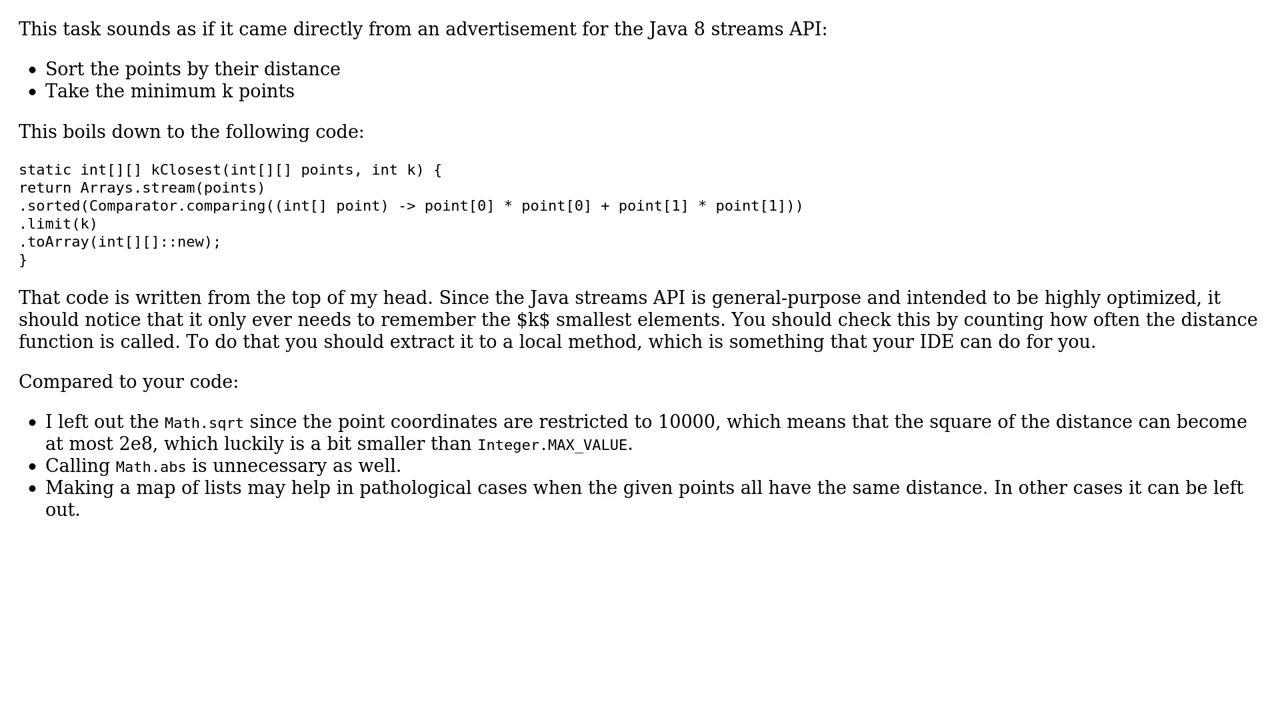 This task sounds as if it came directly from an advertisement for the Java 8 streams API:
• Sort the points by their distance
• Take the minimum k points
This boils down to the following code:
static int[][] kClosest(int[][] points, int k) {
return Arrays.stream(points)
.sorted(Comparator.comparing((int[] point) -> point[0] * point[0] + point[1] * point[1]))
.limit(k)
.toArray(int[][]::new);
}
That code is written from the top of my head. Since the Java streams API is general-purpose and intended to be highly optimized, it
should notice that it only ever needs to remember the $k$ smallest elements. You should check this by counting how often the distance
function is called. To do that you should extract it to a local method, which is something that your IDE can do for you.
Compared to your code:
• I left out the Math.sqrt since the point coordinates are restricted to 10000, which means that the square of the distance can become
at most 2e8, which luckily is a bit smaller than Integer.MAX_VALUE.
• Calling Math.abs is unnecessary as well.
• Making a map of lists may help in pathological cases when the given points all have the same distance. In other cases it can be left
out.